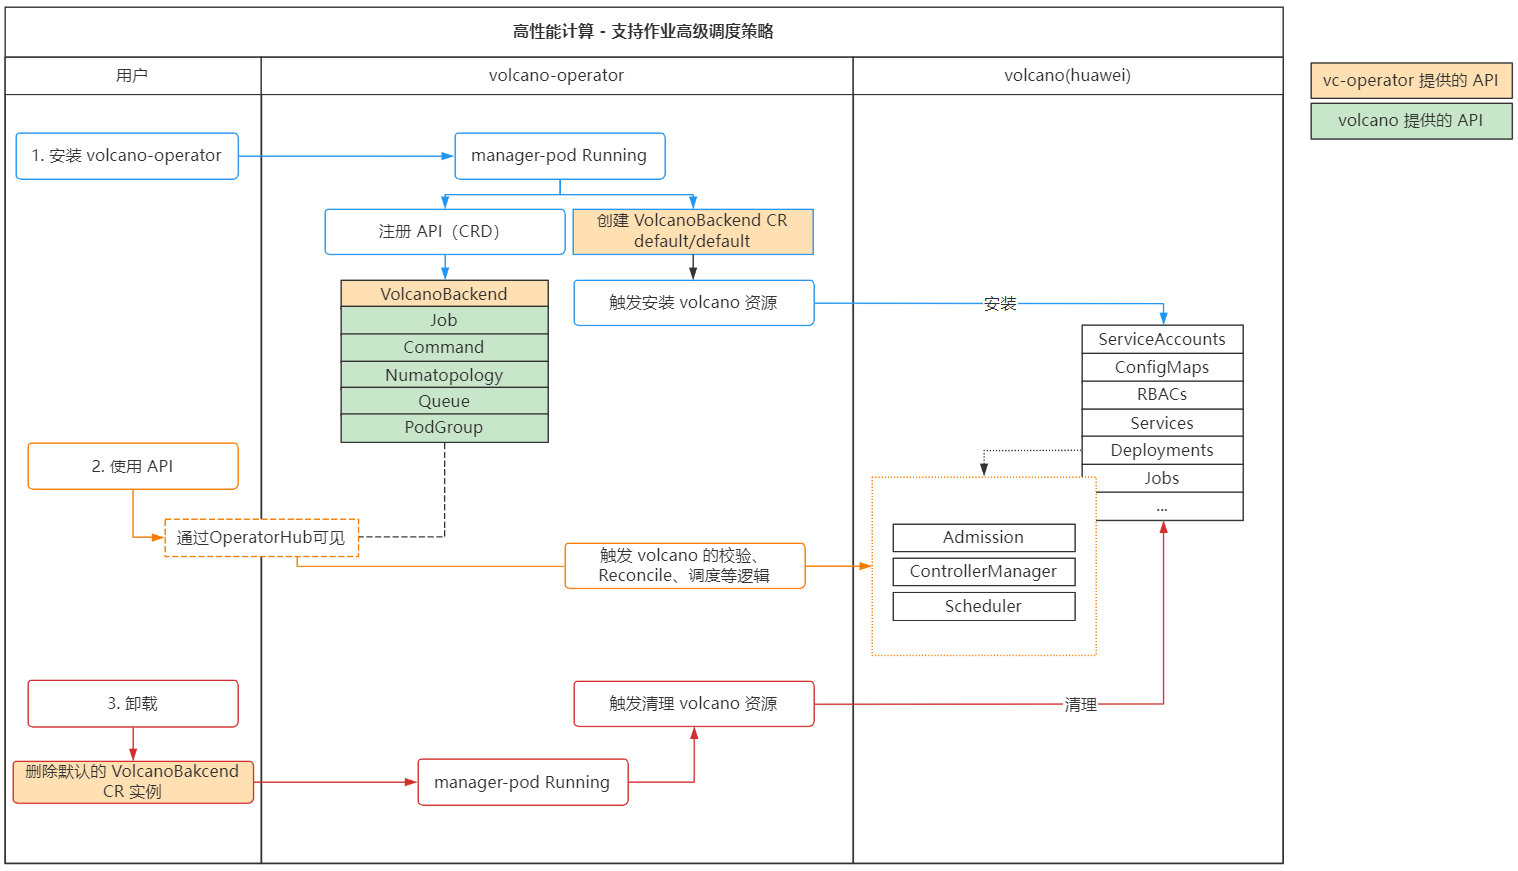 高性能计算 - 支持作业高级调度策略
用户
volcano-operator
volcano(huawei)
vc-operator 提供的 API
volcano 提供的 API
1. 安装 volcano-operator
manager-pod Running
注册 API（CRD）
创建 VolcanoBackend CR
default/default
VolcanoBackend
Job
Command
Numatopology
Queue
PodGroup
触发安装 volcano 资源
安装
ServiceAccounts
ConfigMaps
RBACs
Services
Deployments
Jobs
...
2. 使用 API
通过OperatorHub可见
触发 volcano 的校验、
Reconcile、调度等逻辑
Admission
ControllerManager
Scheduler
3. 卸载
删除默认的 VolcanoBakcend
CR 实例
manager-pod Running
触发清理 volcano 资源
清理